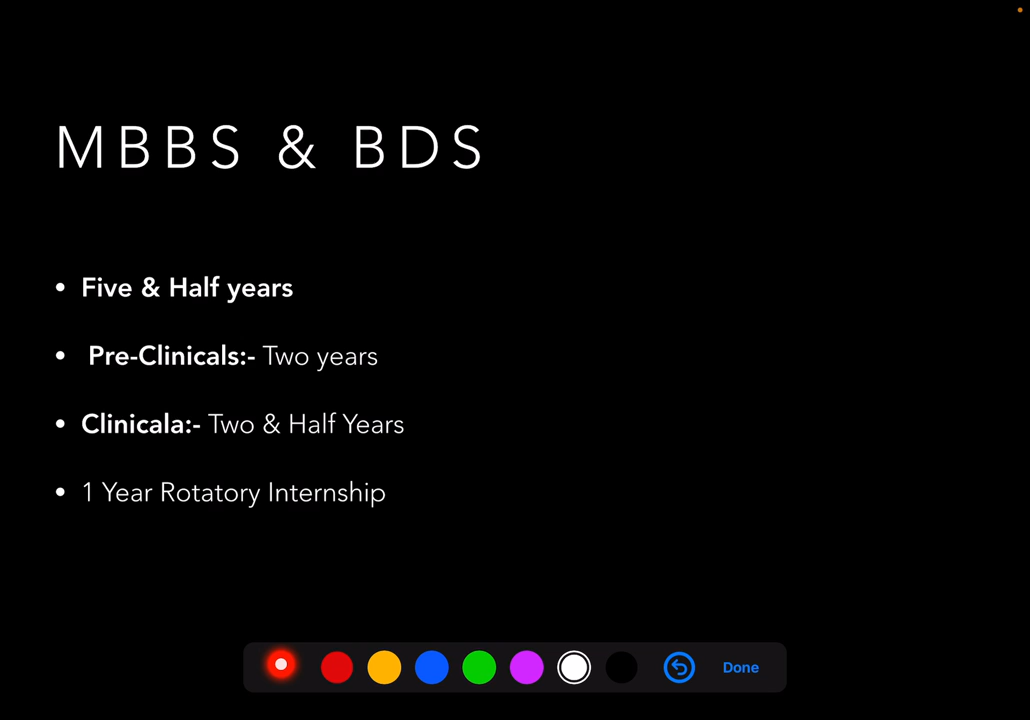 MBBS & BDS
• Five & Half years
• Pre-Clinicals:- Two years
• Clinicala:- Two & Half Years
• 1 Year Rotatory Internship
Done